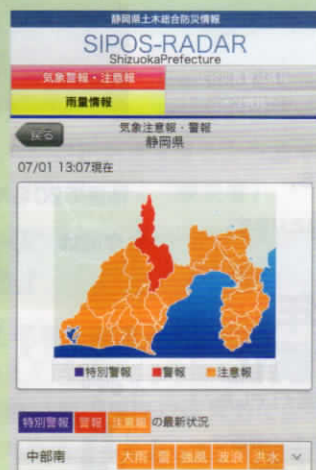 静岡県土木総合防災情報
SIPOS-RADAR
ShizuokaPrefecture
気象警報・注意報
雨量情報
戻る
気象注意報・警報
静岡県
07/01 13:07現在
■特別警報 ■警報 ■注意報
特別警報 警報 注意報 の最新状況
中部南 大雨 雷 強風 波浪 洪水